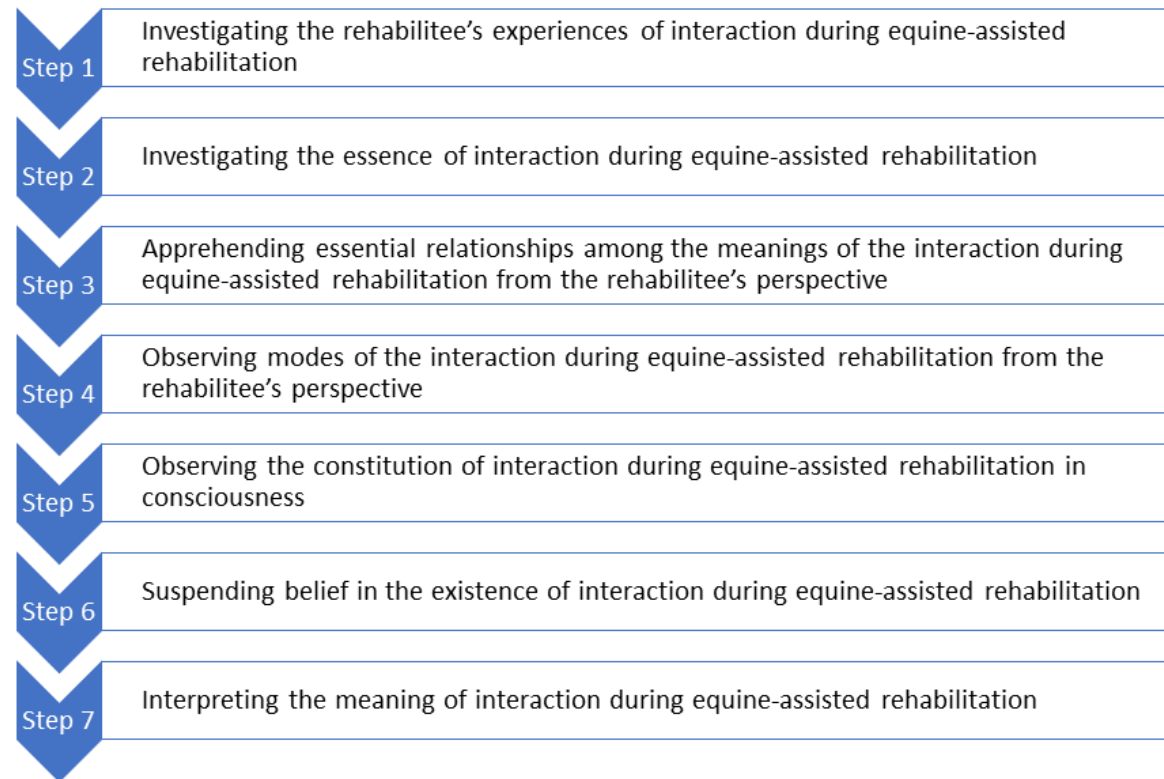 Step 1
Investigating the rehabilitee’s experiences of interaction during equine-assisted
rehabilitation
Step 2
Investigating the essence of interaction during equine-assisted rehabilitation
Step 3
Apprehending essential relationships among the meanings of the interaction during
equine-assisted rehabilitation from the rehabilitee’s perspective
Step 4
Observing modes of the interaction during equine-assisted rehabilitation from the
rehabilitee’s perspective
Step 5
Observing the constitution of interaction during equine-assisted rehabilitation in
consciousness
Step 6
Suspending belief in the existence of interaction during equine-assisted rehabilitation
Step 7
Interpreting the meaning of interaction during equine-assisted rehabilitation